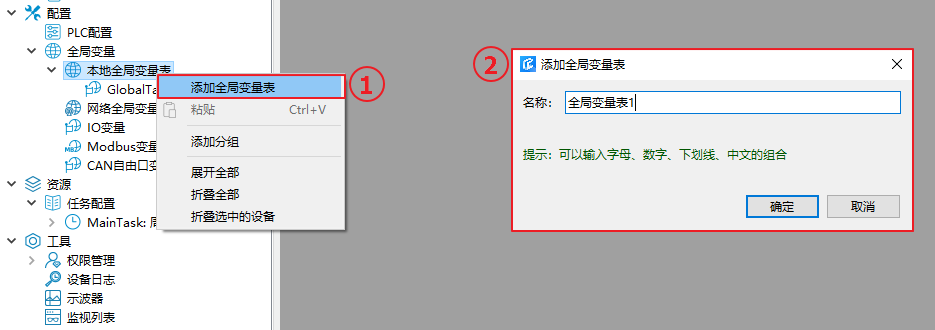 配置
PLC配置
全局变量
本地全局变量表
GlobalTa
网络全局变量
IO变量
Modbus变量
CAN自由口变
资源
任务配置
MainTask: 周
工具
权限管理
设备日志
示波器
监视列表
添加全局变量表
粘贴 Ctrl+V
添加分组
展开全部
折叠全部
折叠选中的设备
1
2
添加全局变量表
名称： 全局变量表1
提示：可以输入字母、数字、下划线、中文的组合
确定 取消